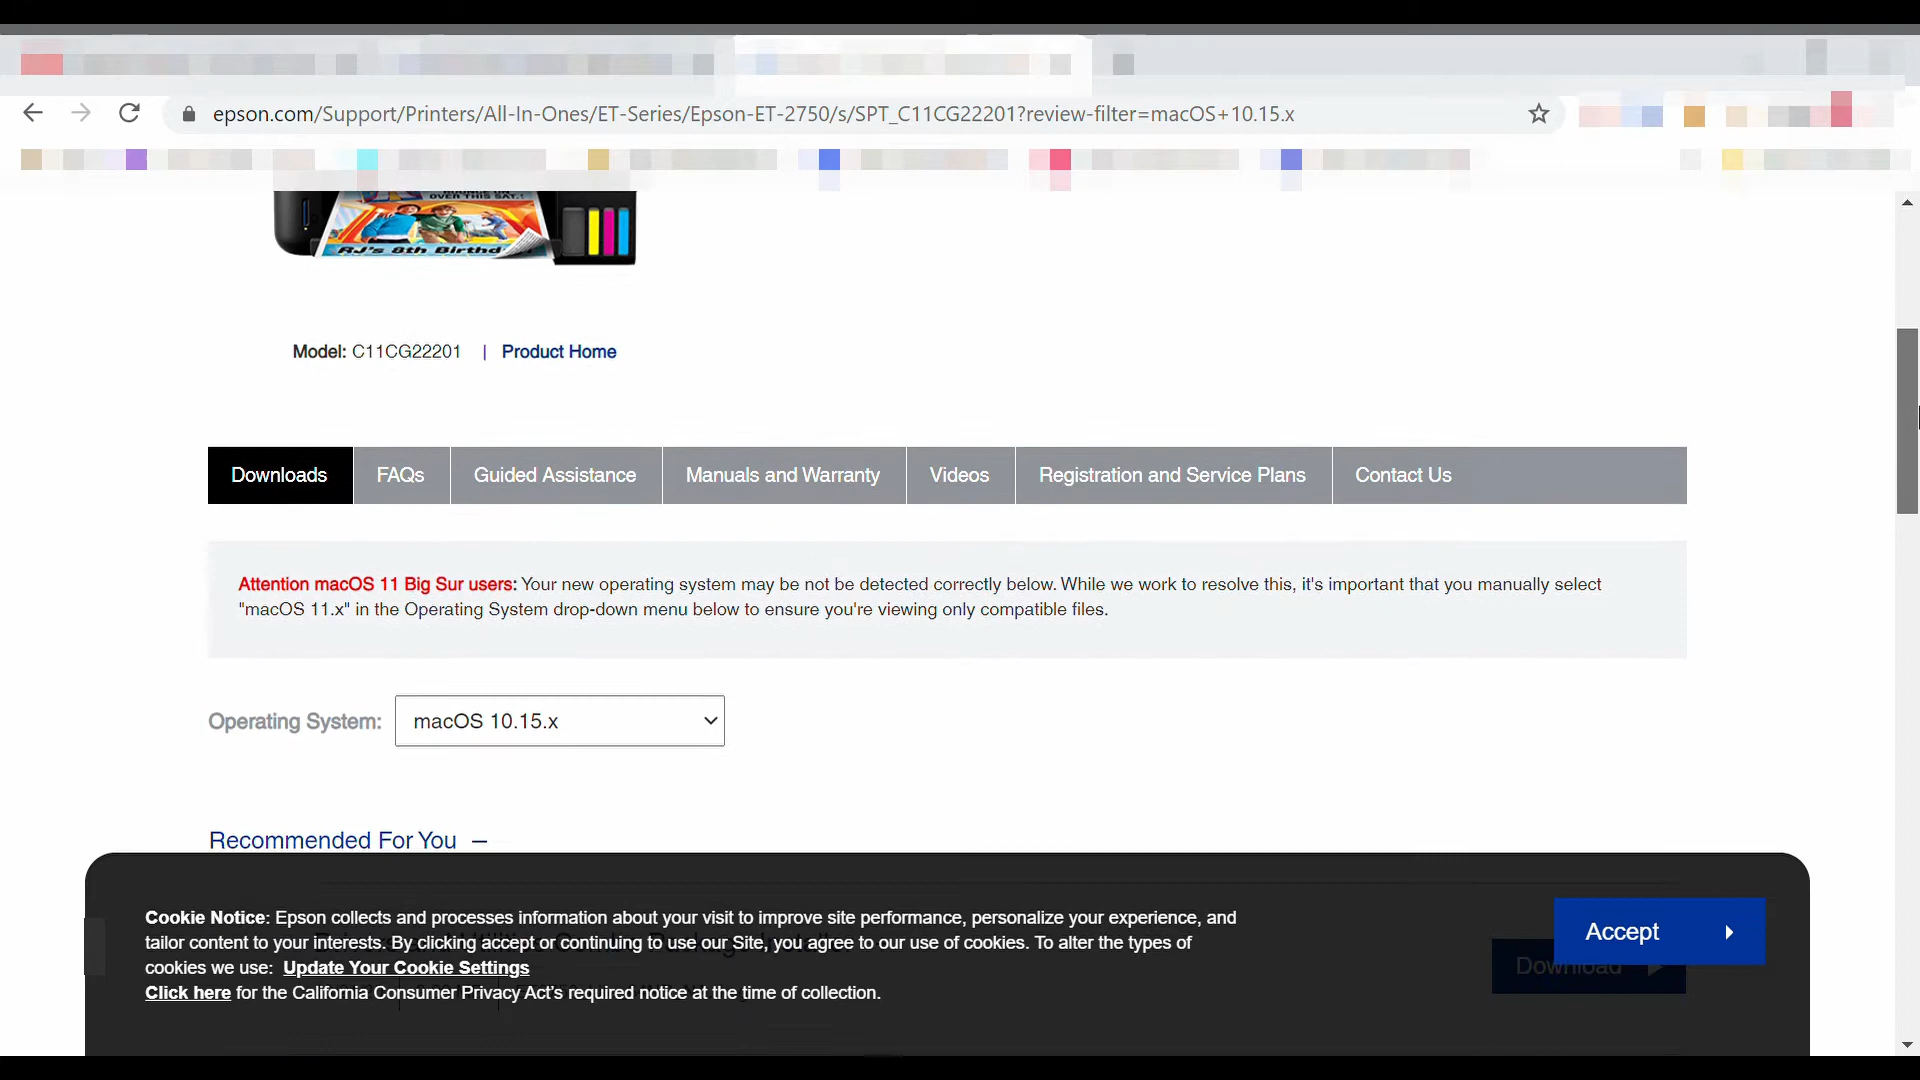 epson.com/Support/Printers/All-In-Ones/ET-Series/Epson-ET-2750/s/SPT_C11CG22201?review-filter=macOS+10.15.x
OVER THIS SAT.!
RJ's 8th Birthd
Model: C11CG22201 | Product Home
Downloads FAQs Guided Assistance Manuals and Warranty Videos Registration and Service Plans Contact Us
Attention macOS 11 Big Sur users: Your new operating system may be not be detected correctly below. While we work to resolve this, it's important that you manually select
"macOS 11.x" in the Operating System drop-down menu below to ensure you're viewing only compatible files.
Operating System: macOS 10.15.x
Recommended For You —
Cookie Notice: Epson collects and processes information about your visit to improve site performance, personalize your experience, and
tailor content to your interests. By clicking accept or continuing to use our Site, you agree to our use of cookies. To alter the types of
cookies we use: Update Your Cookie Settings
Click here for the California Consumer Privacy Act's required notice at the time of collection.
Accept
Download